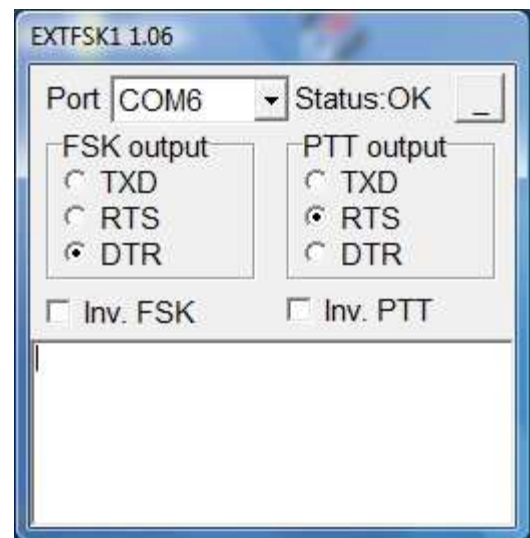 EXTFSK1 1.06
Port COM6 Status:OK _
FSK output PTT output
TXD TXD
RTS RTS
DTR DTR
Inv. FSK Inv. PTT